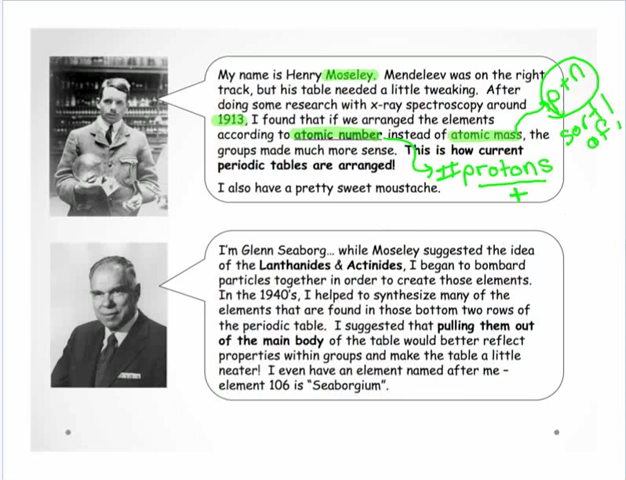 My name is Henry Moseley. Mendeleev was on the right
track, but his table needed a little tweaking. After
doing some research with x-ray spectroscopy around
1913, I found that if we arranged the elements
according to atomic number instead of atomic mass, the
groups made much more sense. This is how current
periodic tables are arranged!
I also have a pretty sweet moustache.
p+n
sort
of!
#protons
+
I'm Glenn Seaborg... while Moseley suggested the idea
of the Lanthanides & Actinides, I began to bombard
particles together in order to create those elements.
In the 1940's, I helped to synthesize many of the
elements that are found in those bottom two rows of
the periodic table. I suggested that pulling them out
of the main body of the table would better reflect
properties within groups and make the table a little
neater! I even have an element named after me –
element 106 is "Seaborgium".